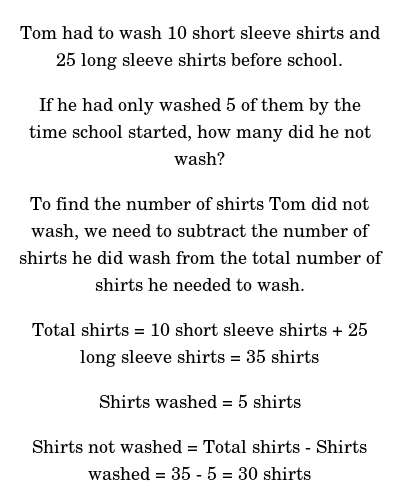 Tom had to wash 10 short sleeve shirts and
25 long sleeve shirts before school.
If he had only washed 5 of them by the
time school started, how many did he not
wash?
To find the number of shirts Tom did not
wash, we need to subtract the number of
shirts he did wash from the total number of
shirts he needed to wash.
Total shirts = 10 short sleeve shirts + 25
long sleeve shirts = 35 shirts
Shirts washed = 5 shirts
Shirts not washed = Total shirts - Shirts
washed = 35 - 5 = 30 shirts